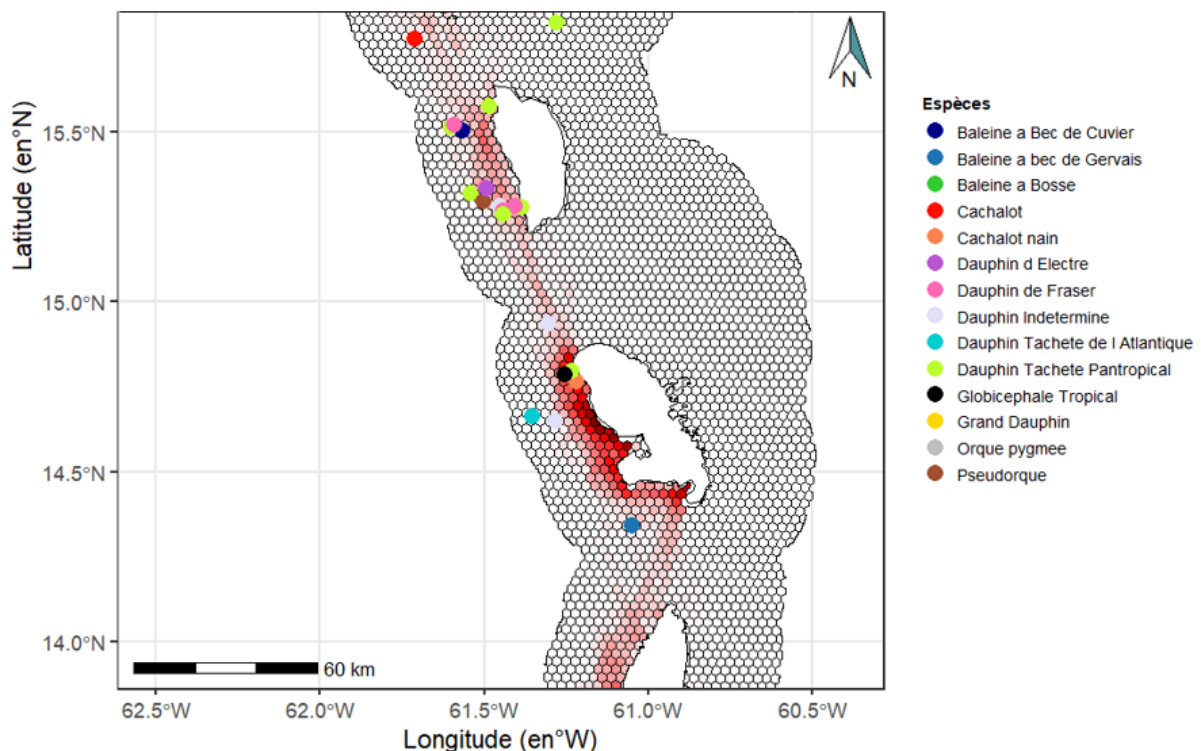 15.5°N
15.0°N
14.5°N
14.0°N
Latitude (en°N)
N
60 km
62.5°W
62.0°W
61.5°W
61.0°W
60.5°W
Longitude (en°W)
Espèces
Baleine a Bec de Cuvier
Baleine a bec de Gervais
Baleine a Bosse
Cachalot
Cachalot nain
Dauphin d Electre
Dauphin de Fraser
Dauphin Indetermine
Dauphin Tachete de l Atlantique
Dauphin Tachete Pantropical
Globicephale Tropical
Grand Dauphin
Orque pygmee
Pseudorque